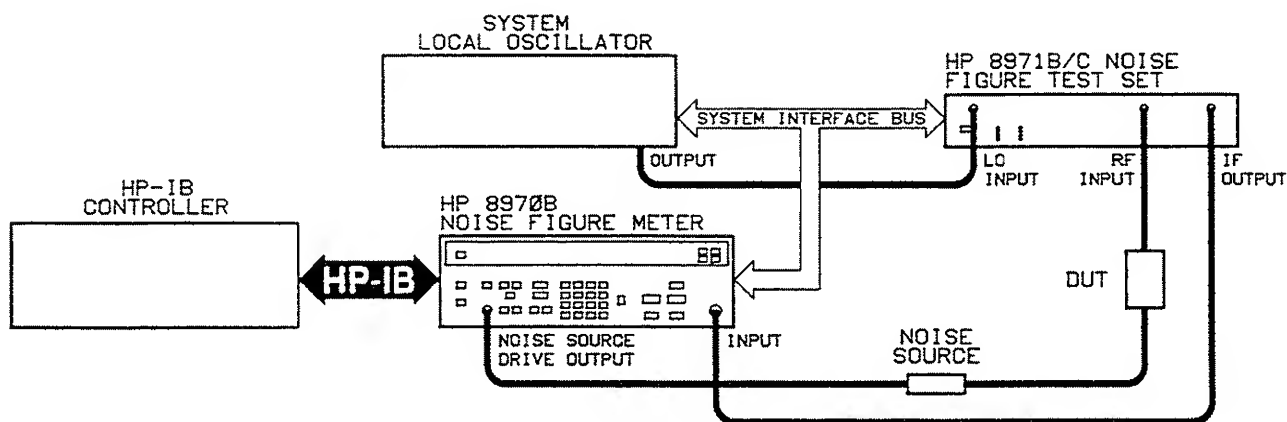 SYSTEM
LOCAL OSCILLATOR
HP 8971B/C NOISE
FIGURE TEST SET
SYSTEM INTERFACE BUS
OUTPUT
LO
INPUT
RF
INPUT
IF
OUTPUT
HP-IB
CONTROLLER
HP 8970B
NOISE FIGURE METER
HP-IB
DUT
NOISE SOURCE
DRIVE OUTPUT
INPUT
NOISE
SOURCE